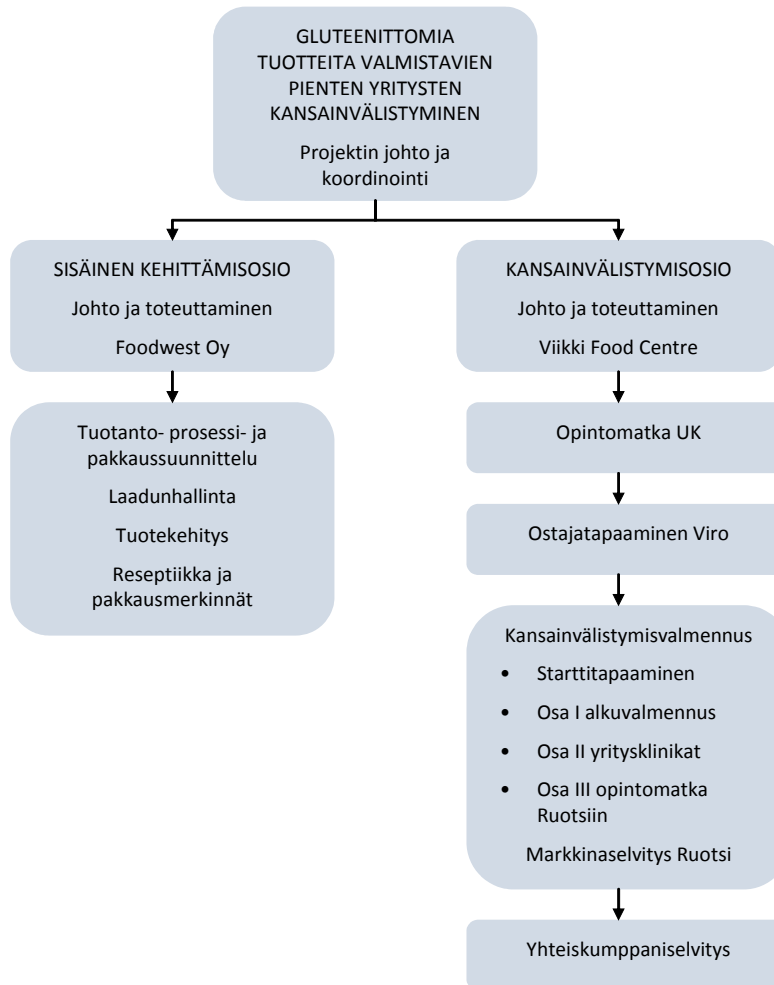 GLUTEENITTOMIA
TUOTTEITA VALMISTAVIEN
PIENTEN YRITYSTEN
KANSAINVÄLISTYMINEN
Projektin johto ja
koordinointi
SISÄINEN KEHITTÄMISOSIO
Johto ja toteuttaminen
Foodwest Oy
KANSAINVÄLISTYMISOSIO
Johto ja toteuttaminen
Viikki Food Centre
Tuotanto- prosessi- ja
pakkaussuunnittelu
Laadunhallinta
Tuotekehitys
Reseptiikka ja
pakkausmerkinnät
Opintomatka UK
Ostajatapaaminen Viro
Kansainvälistymisvalmennus
• Starttitapaaminen
• Osa I alkuvalmennus
• Osa II yritysklinikat
• Osa III opintomatka
Ruotsiin
Markkinaselvitys Ruotsi
Yhteiskumppaniselvitys